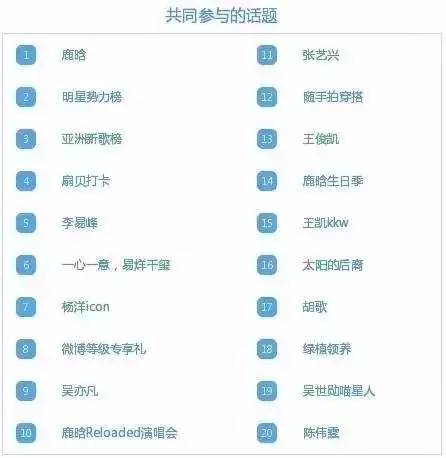 共同参与的话题
1 鹿晗
2 明星势力榜
3 亚洲新歌榜
4 扇贝打卡
5 李易峰
6 一心一意，易烊千玺
7 杨洋icon
8 微博等级专享礼
9 吴亦凡
10 鹿晗Reloaded演唱会
11 张艺兴
12 随手拍穿搭
13 王俊凯
14 鹿晗生日季
15 王凯kkw
16 太阳的后裔
17 胡歌
18 绿植领养
19 吴世勋喵星人
20 陈伟霆